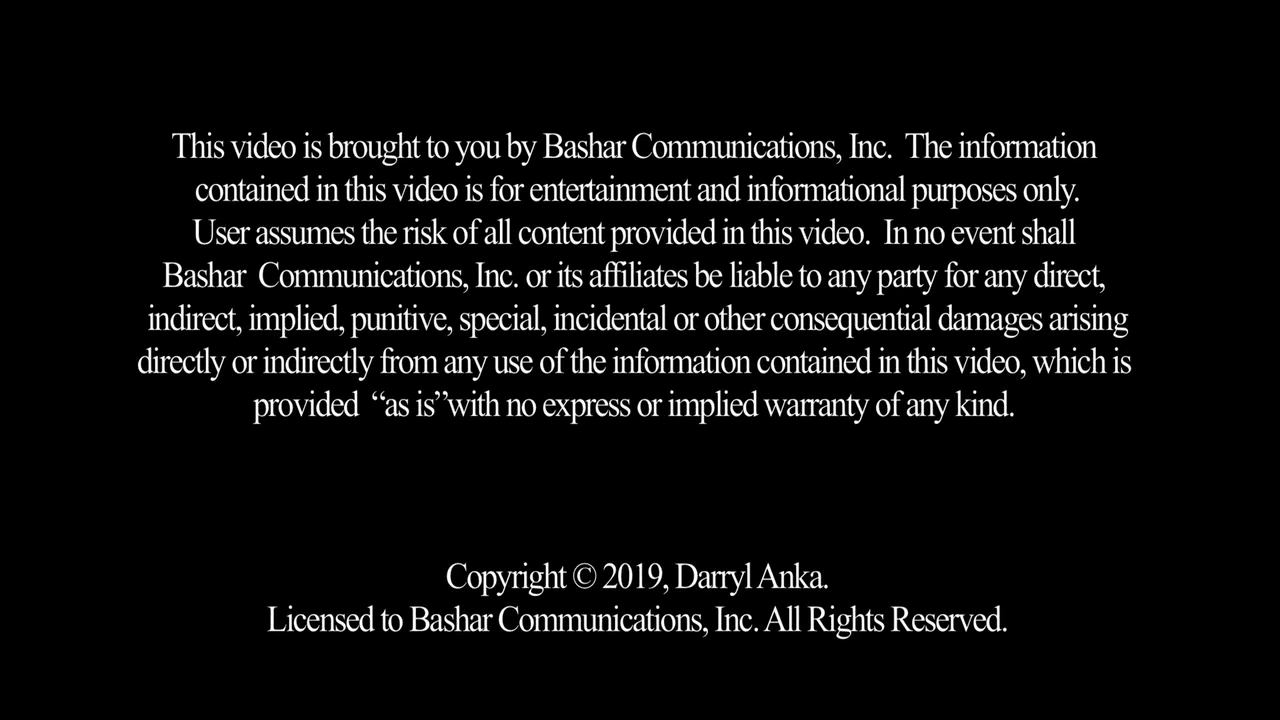 This video is brought to you by Bashar Communications, Inc.  The information
contained in this video is for entertainment and informational purposes only.
User assumes the risk of all content provided in this video.  In no event shall
Bashar  Communications, Inc. or its affiliates be liable to any party for any direct,
indirect, implied, punitive, special, incidental or other consequential damages arising
directly or indirectly from any use of the information contained in this video, which is
provided  “as is”with no express or implied warranty of any kind.
Copyright © 2019, Darryl Anka.
Licensed to Bashar Communications, Inc. All Rights Reserved.